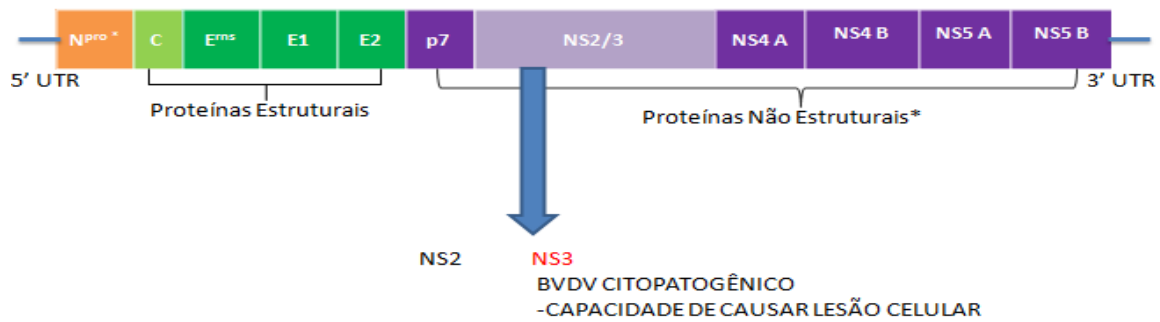 Npro * C Erns E1 E2 p7 NS2/3 NS4 A NS4 B NS5 A NS5 B
5' UTR 3' UTR
Proteínas Estruturais Proteínas Não Estruturais*
NS2 NS3
BVDV CITOPATOGÊNICO
-CAPACIDADE DE CAUSAR LESÃO CELULAR